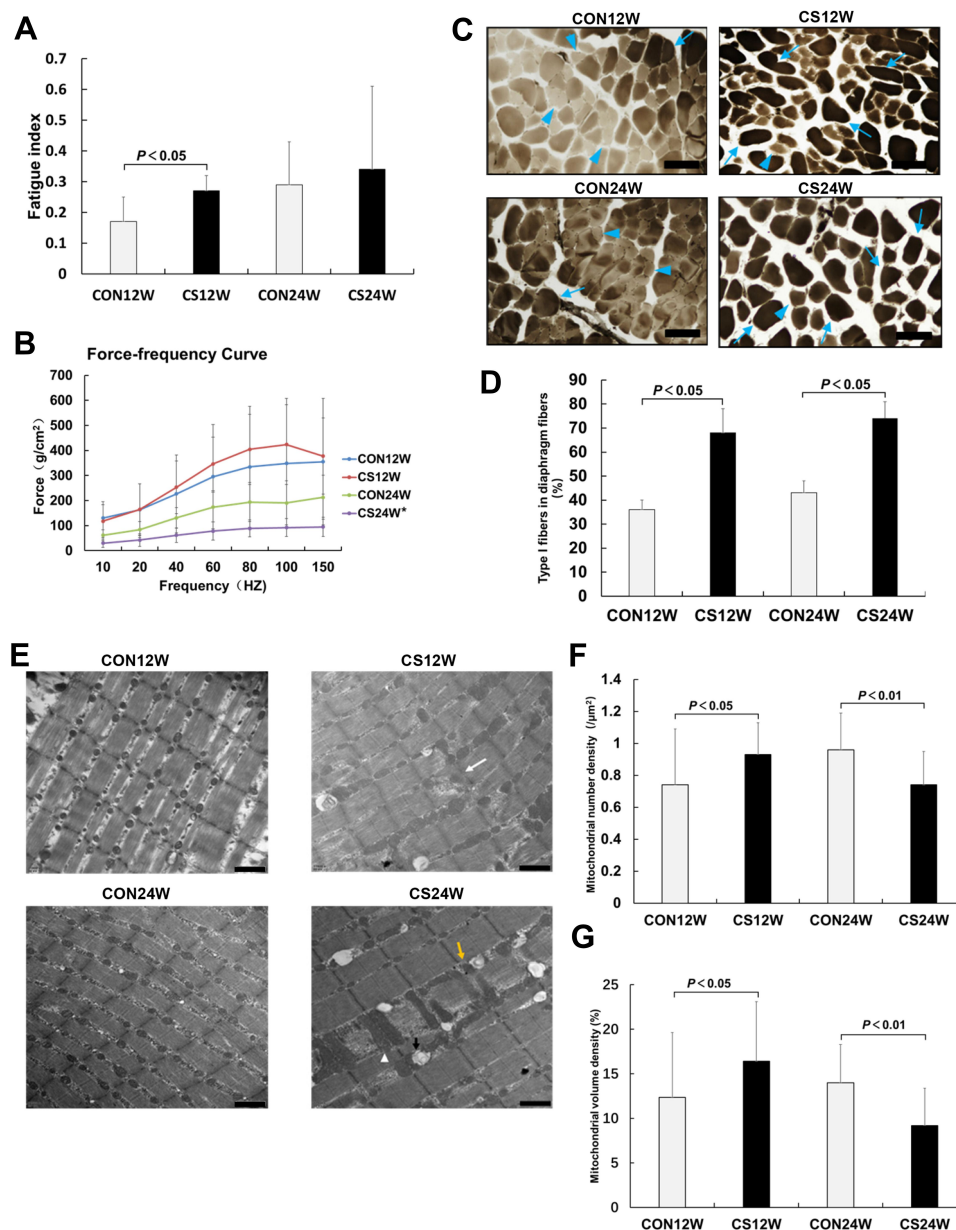 A
0.7
0.6
0.5
0.4
0.3
0.2
0.1
0
Fatigue index
P＜0.05
CON12W CS12W CON24W CS24W
B
Force-frequency Curve
700
600
500
400
300
200
100
0
Force（g/cm²）
10 20 40 60 80 100 150
Frequency（HZ）
CON12W
CS12W
CON24W
CS24W*
C
CON12W CS12W
CON24W CS24W
D
90
80
70
60
50
40
30
20
10
0
Type I fibers in diaphragm fibers
(%)
P＜0.05 P＜0.05
CON12W CS12W CON24W CS24W
E
CON12W CS12W
CON24W CS24W
F
1.4
1.2
1
0.8
0.6
0.4
0.2
0
Mitochondrial number density（/μm²）
P＜0.05 P＜0.01
CON12W CS12W CON24W CS24W
G
25
20
15
10
5
0
Mitochondrial volume density(%)
P＜0.05
P＜0.01
CON12W CS12W CON24W CS24W